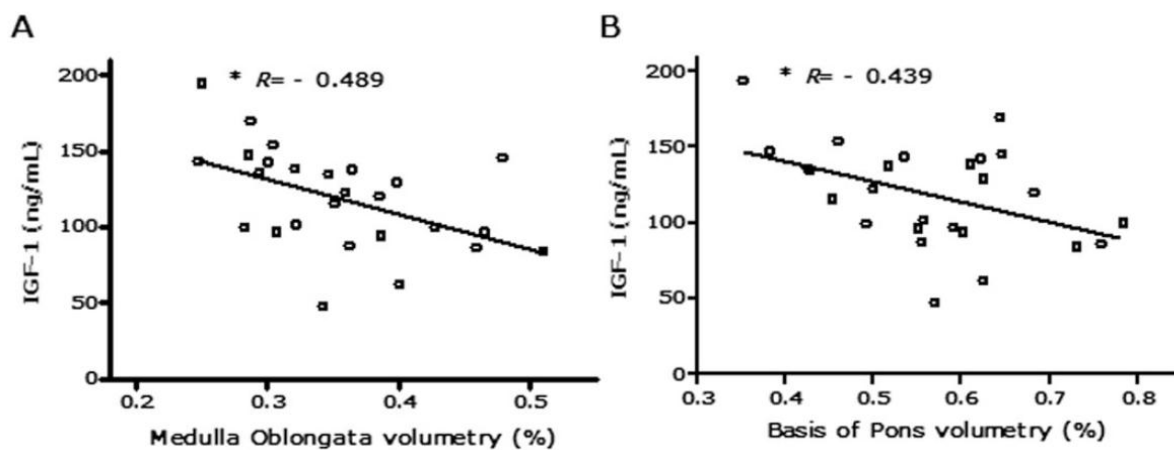 A
* R= - 0.489
200
150
100
50
0
IGF-1 (ng/mL)
0.2 0.3 0.4 0.5
Medulla Oblongata volumetry (%)
B
* R= - 0.439
200
150
100
50
0
IGF-1 (ng/mL)
0.3 0.4 0.5 0.6 0.7 0.8
Basis of Pons volumetry (%)